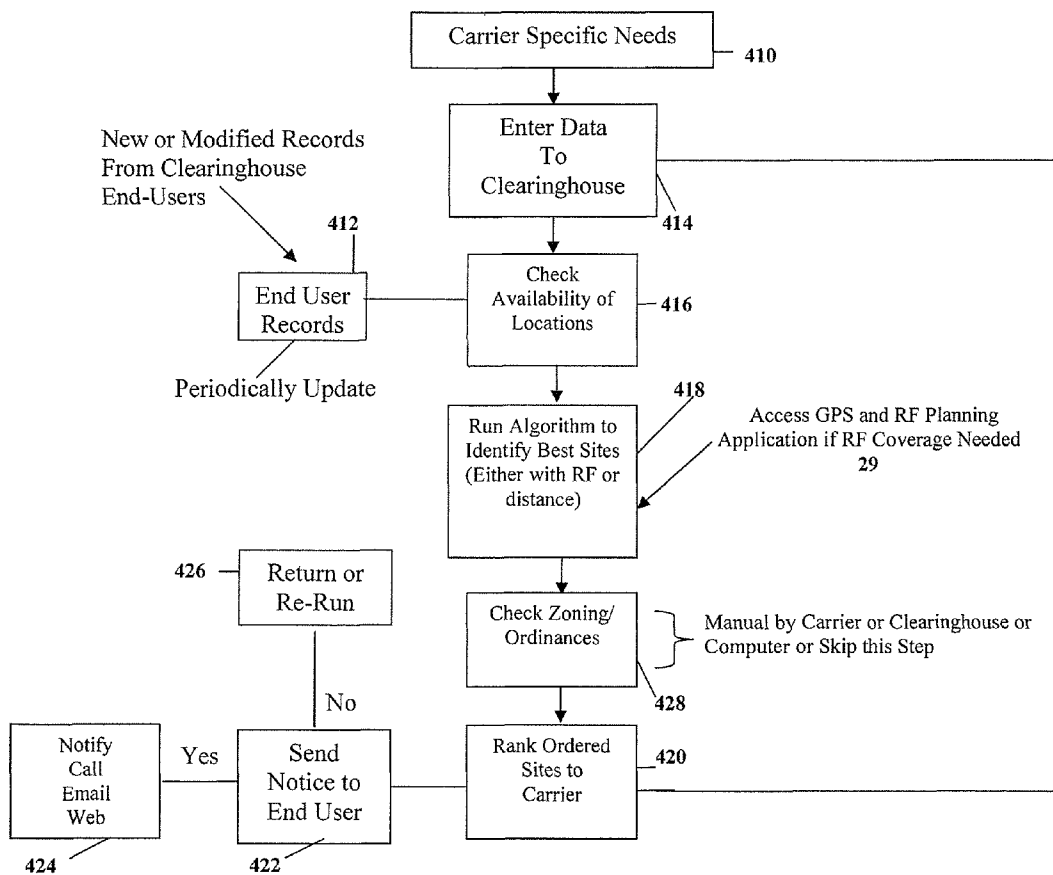 Carrier Specific Needs
410
Enter Data
To
Clearinghouse
414
New or Modified Records
From Clearinghouse
End-Users
412
End User
Records
Periodically Update
Check
Availability of
Locations
416
418
Run Algorithm to
Identify Best Sites
(Either with RF or
distance)
Access GPS and RF Planning
Application if RF Coverage Needed
29
426
Return or
Re-Run
Check Zoning/
Ordinances
Manual by Carrier or Clearinghouse or
Computer or Skip this Step
428
No
Notify
Call
Email
Web
Yes
Send
Notice to
End User
Rank Ordered
Sites to
Carrier
420
424
422